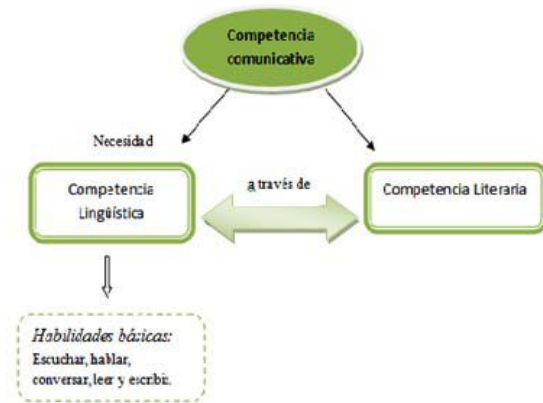 Competencia
comunicativa
Necesidad
Competencia
Lingüística
a través de
Competencia Literaria
Habilidades básicas:
Escuchar, hablar,
conversar, leer y escribir.